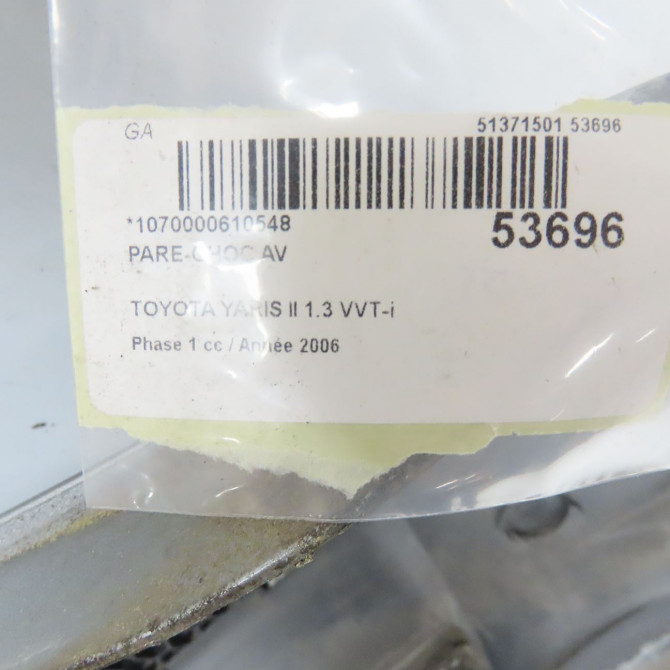 GA 51371501 53696
*1070000610548 53696
PARE-CHOC AV
TOYOTA YARIS II 1.3 VVT-i
Phase 1 cc / Année 2006